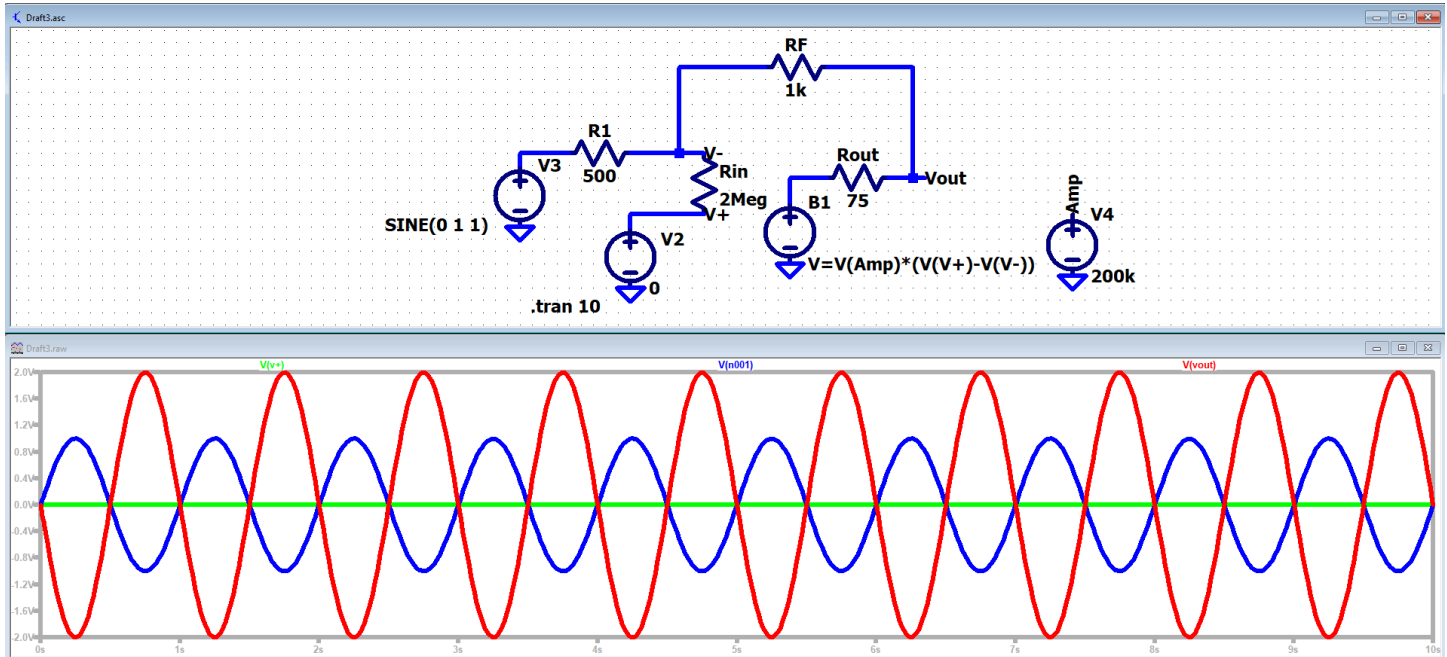 Draft3.asc
RF
1k
R1
500
V3
SINE(0 1 1)
V-
Rin
2Meg
V+
V2
0
.tran 10
Rout
75
Vout
B1
V=V(Amp)*(V(V+)-V(V-))
Amp
V4
200k
Draft3.raw
V(v+) V(n001) V(vout)
2.0V
1.6V
1.2V
0.8V
0.4V
0.0V
-0.4V
-0.8V
-1.2V
-1.6V
-2.0V
0s 1s 2s 3s 4s 5s 6s 7s 8s 9s 10s